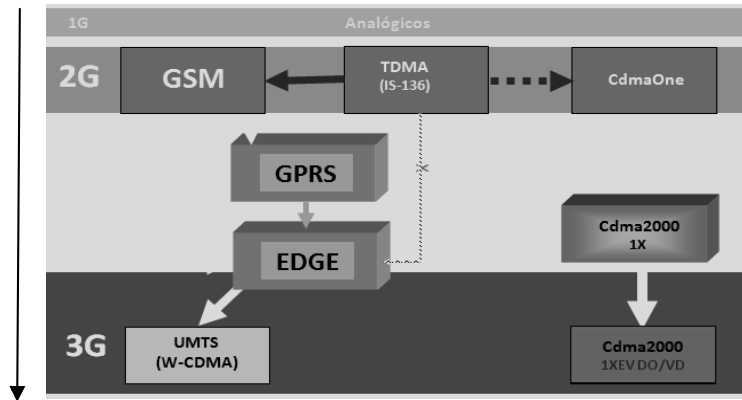 1G
Analógicos
2G
GSM
TDMA
(IS-136)
CdmaOne
GPRS
Cdma2000
1X
EDGE
3G
UMTS
(W-CDMA)
Cdma2000
1XEV DO/VD